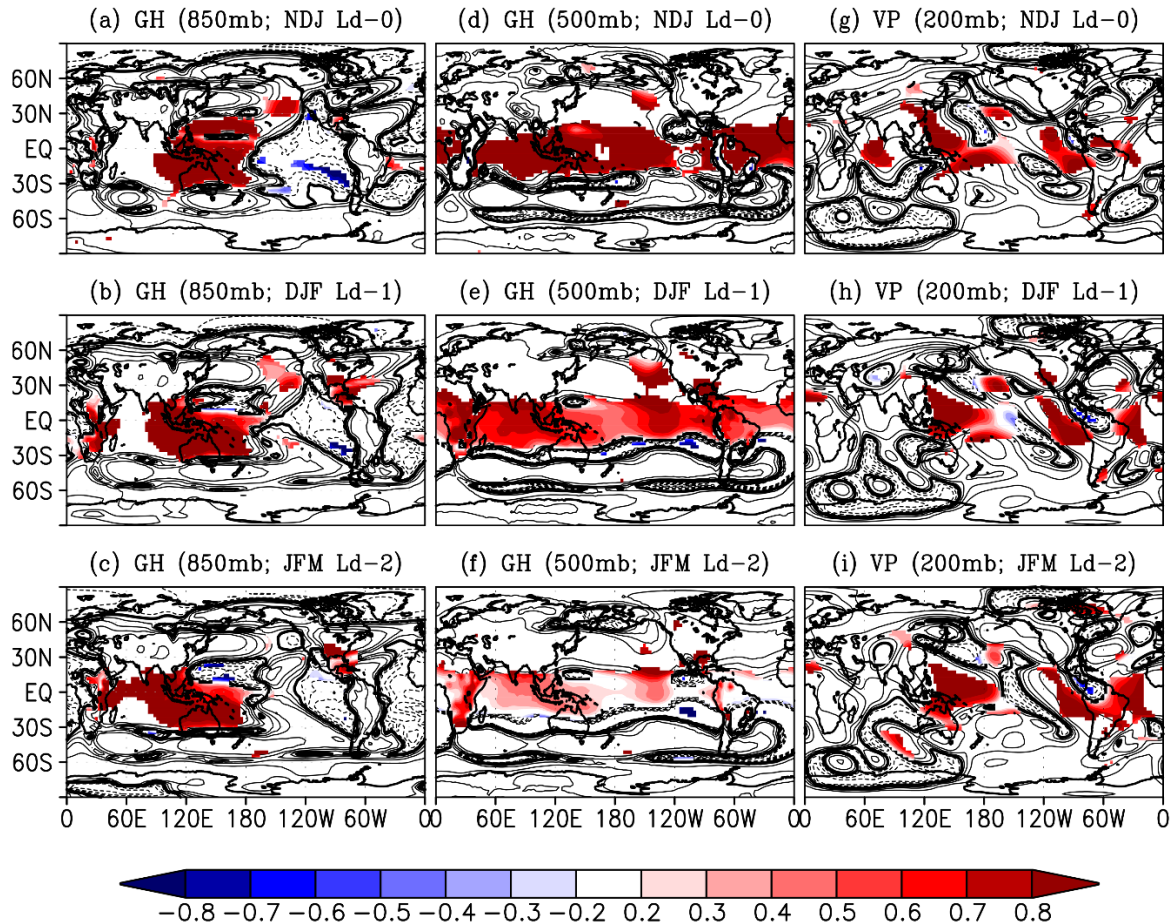 (a) GH (850mb; NDJ Ld-0)
(d) GH (500mb; NDJ Ld-0)
(g) VP (200mb; NDJ Ld-0)
60N
30N
EQ
30S
60S
(b) GH (850mb; DJF Ld-1)
(e) GH (500mb; DJF Ld-1)
(h) VP (200mb; DJF Ld-1)
60N
30N
EQ
30S
60S
(c) GH (850mb; JFM Ld-2)
(f) GH (500mb; JFM Ld-2)
(i) VP (200mb; JFM Ld-2)
60N
30N
EQ
30S
60S
0 60E 120E 180 120W 60W 0
0 60E 120E 180 120W 60W 0
0 60E 120E 180 120W 60W 0
-0.8 -0.7 -0.6 -0.5 -0.4 -0.3 -0.2 0.2 0.3 0.4 0.5 0.6 0.7 0.8